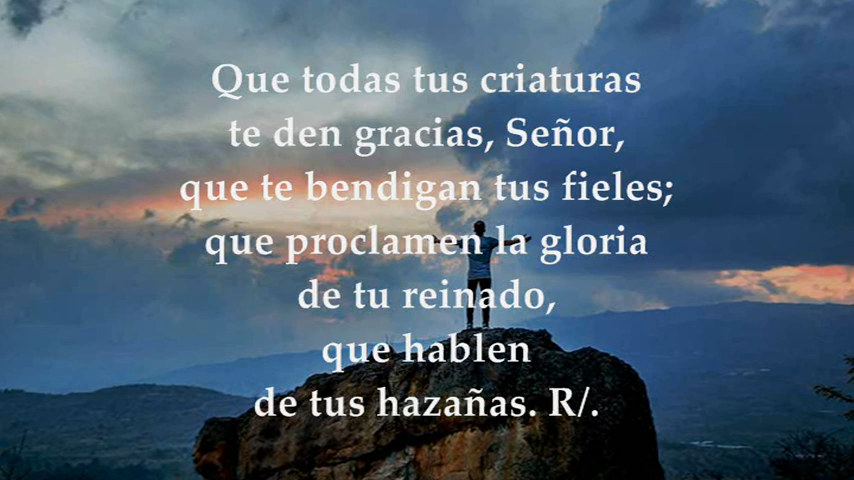 Que todas tus criaturas
te den gracias, Señor,
que te bendigan tus fieles;
que proclamen la gloria
de tu reinado,
que hablen
de tus hazañas. R/.